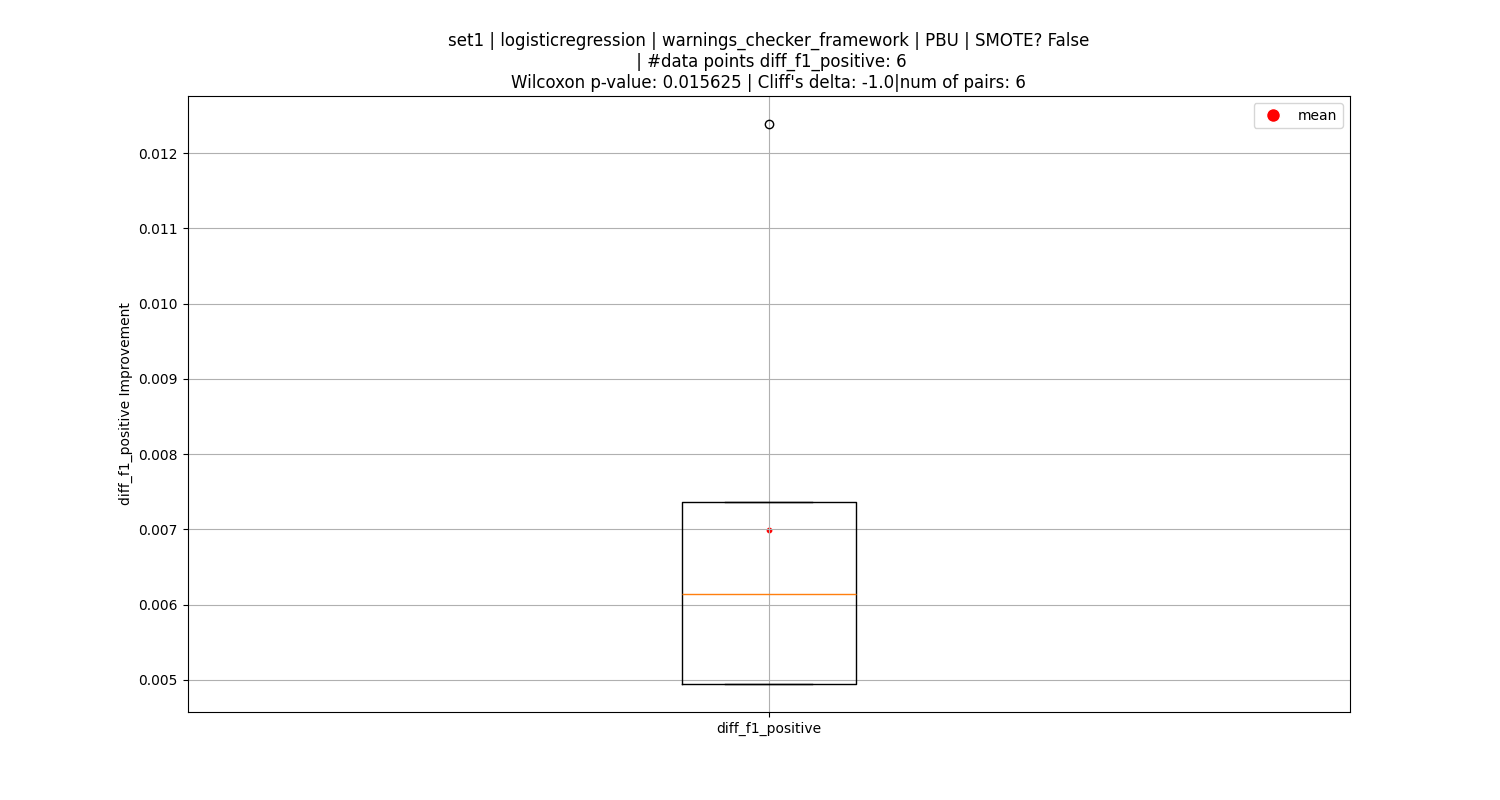 set1 | logisticregression | warnings_checker_framework | PBU | SMOTE? False
| #data points diff_f1_positive: 6
Wilcoxon p-value: 0.015625 | Cliff's delta: -1.0|num of pairs: 6
mean
0.012
0.011
0.010
0.009
0.008
0.007
0.006
0.005
diff_f1_positive Improvement
diff_f1_positive